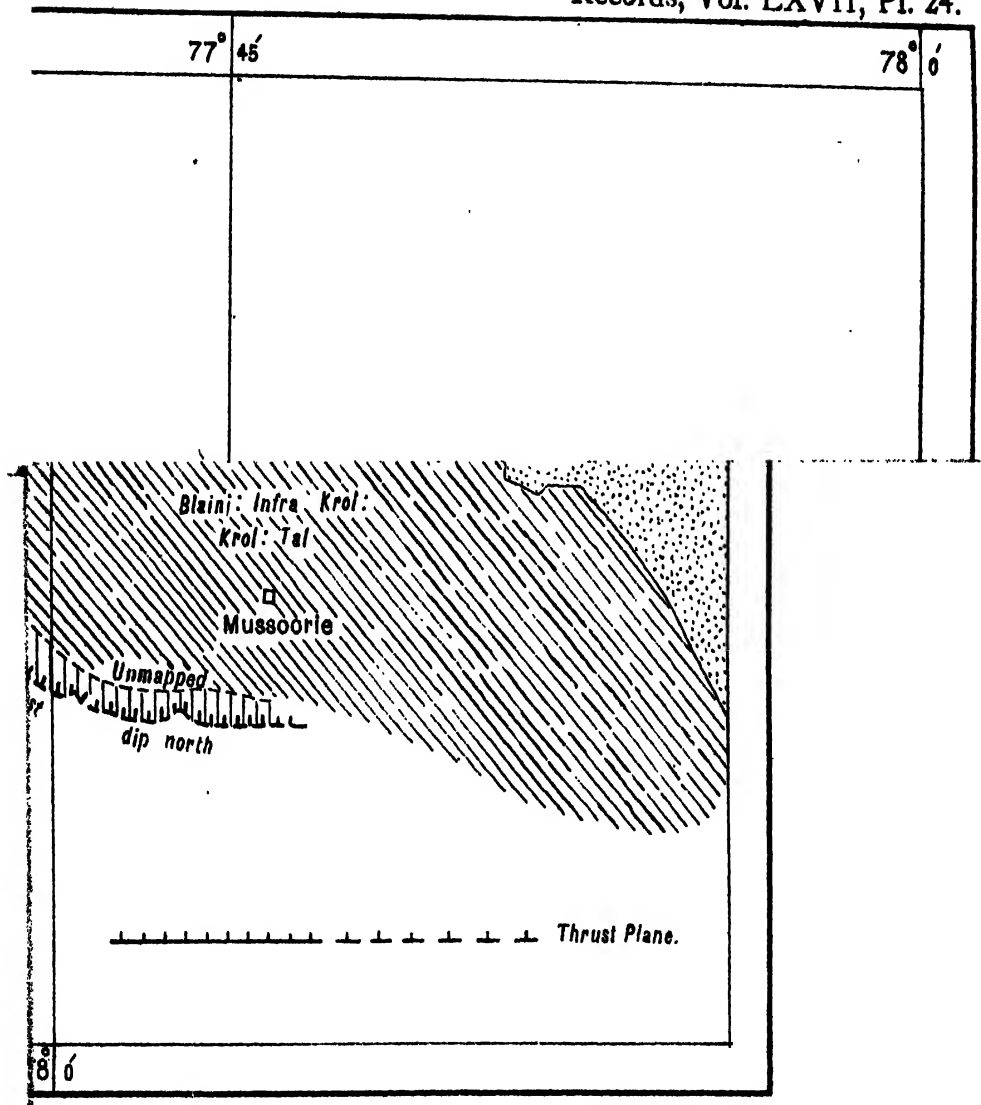 Records, Vol. LXVII, Pl. 24.
77° 45′
78° 0′
Blaini: Infra Krol:
Krol: Tal
Mussoorie
Unmapped
dip north
Thrust Plane.
8° 0′